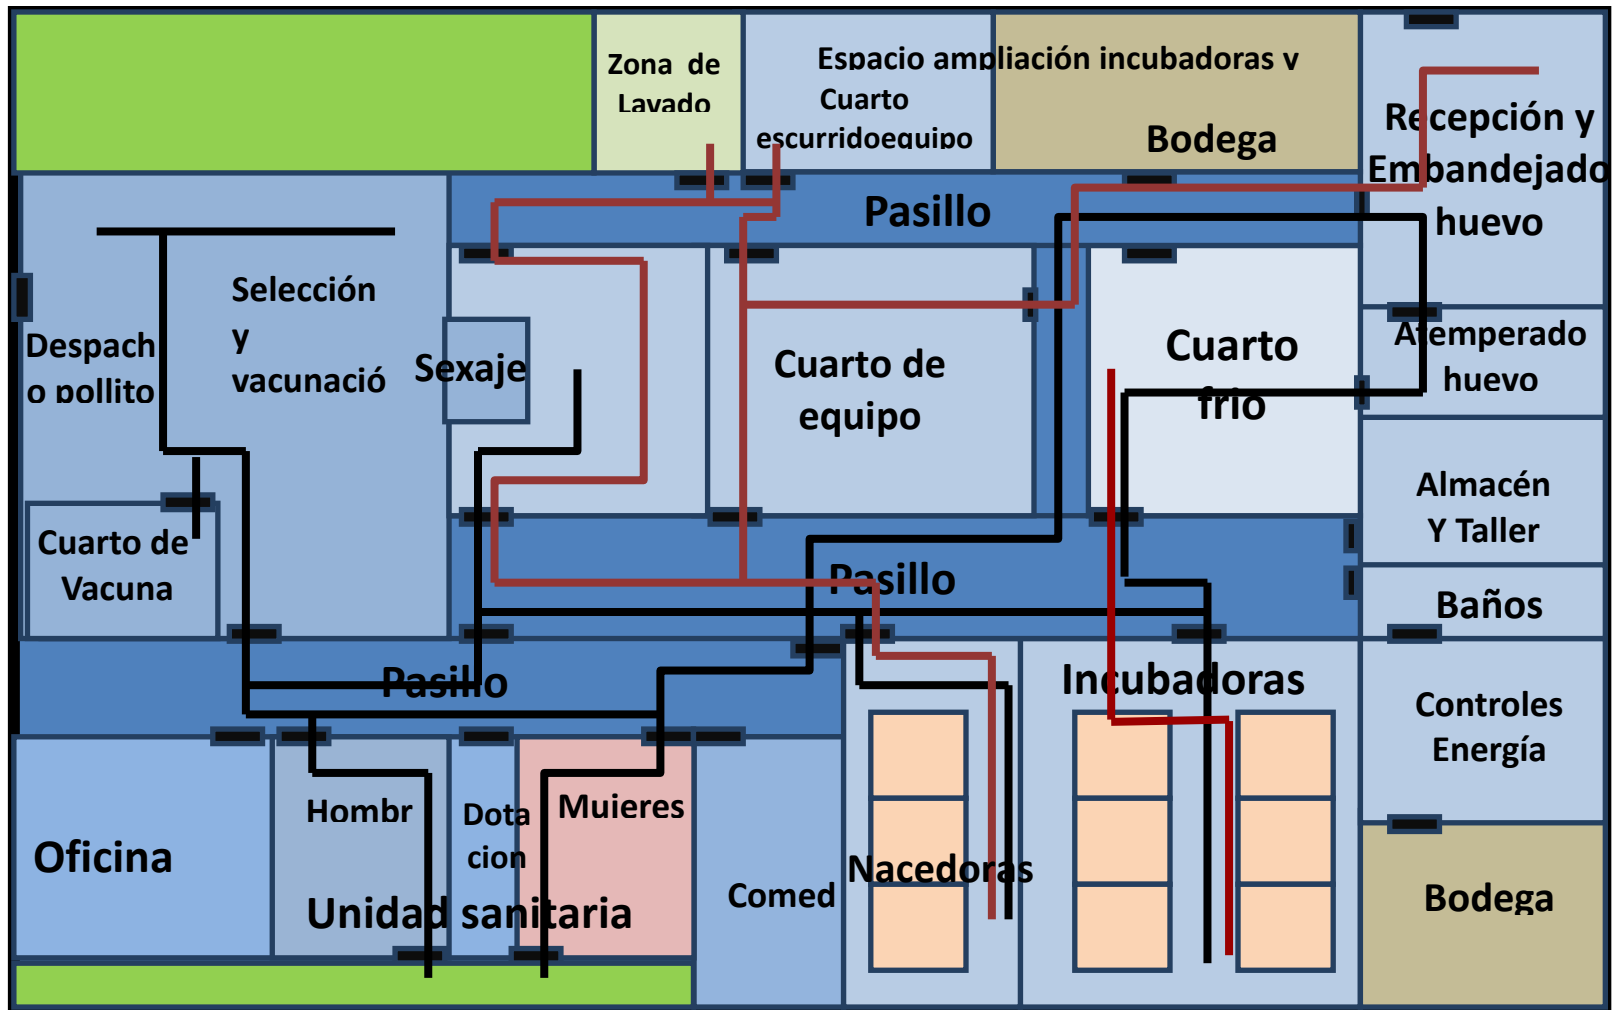 Zona de
Lavado
Espacio ampliación incubadoras y
Cuarto
escurridoequipo
Bodega
Recepción y
Embandejado
huevo
Pasillo
Selección
y
vacunació
Despach
o pollito
Sexaje
Cuarto de
equipo
Cuarto
frio
Atemperado
huevo
Almacén
Y Taller
Cuarto de
Vacuna
Pasillo
Baños
Pasillo
Incubadoras
Controles
Energía
Oficina
Hombr
Dota
cion
Mujeres
Unidad sanitaria
Comed
Nacedoras
Bodega